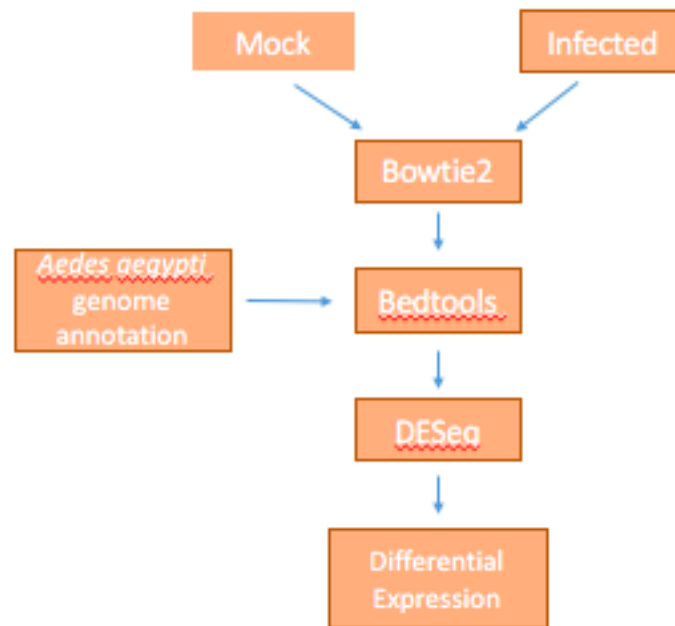 Mock
Infected
Bowtie2
Aedes aegypti
genome
annotation
Bedtools
DESeq
Differential
Expression